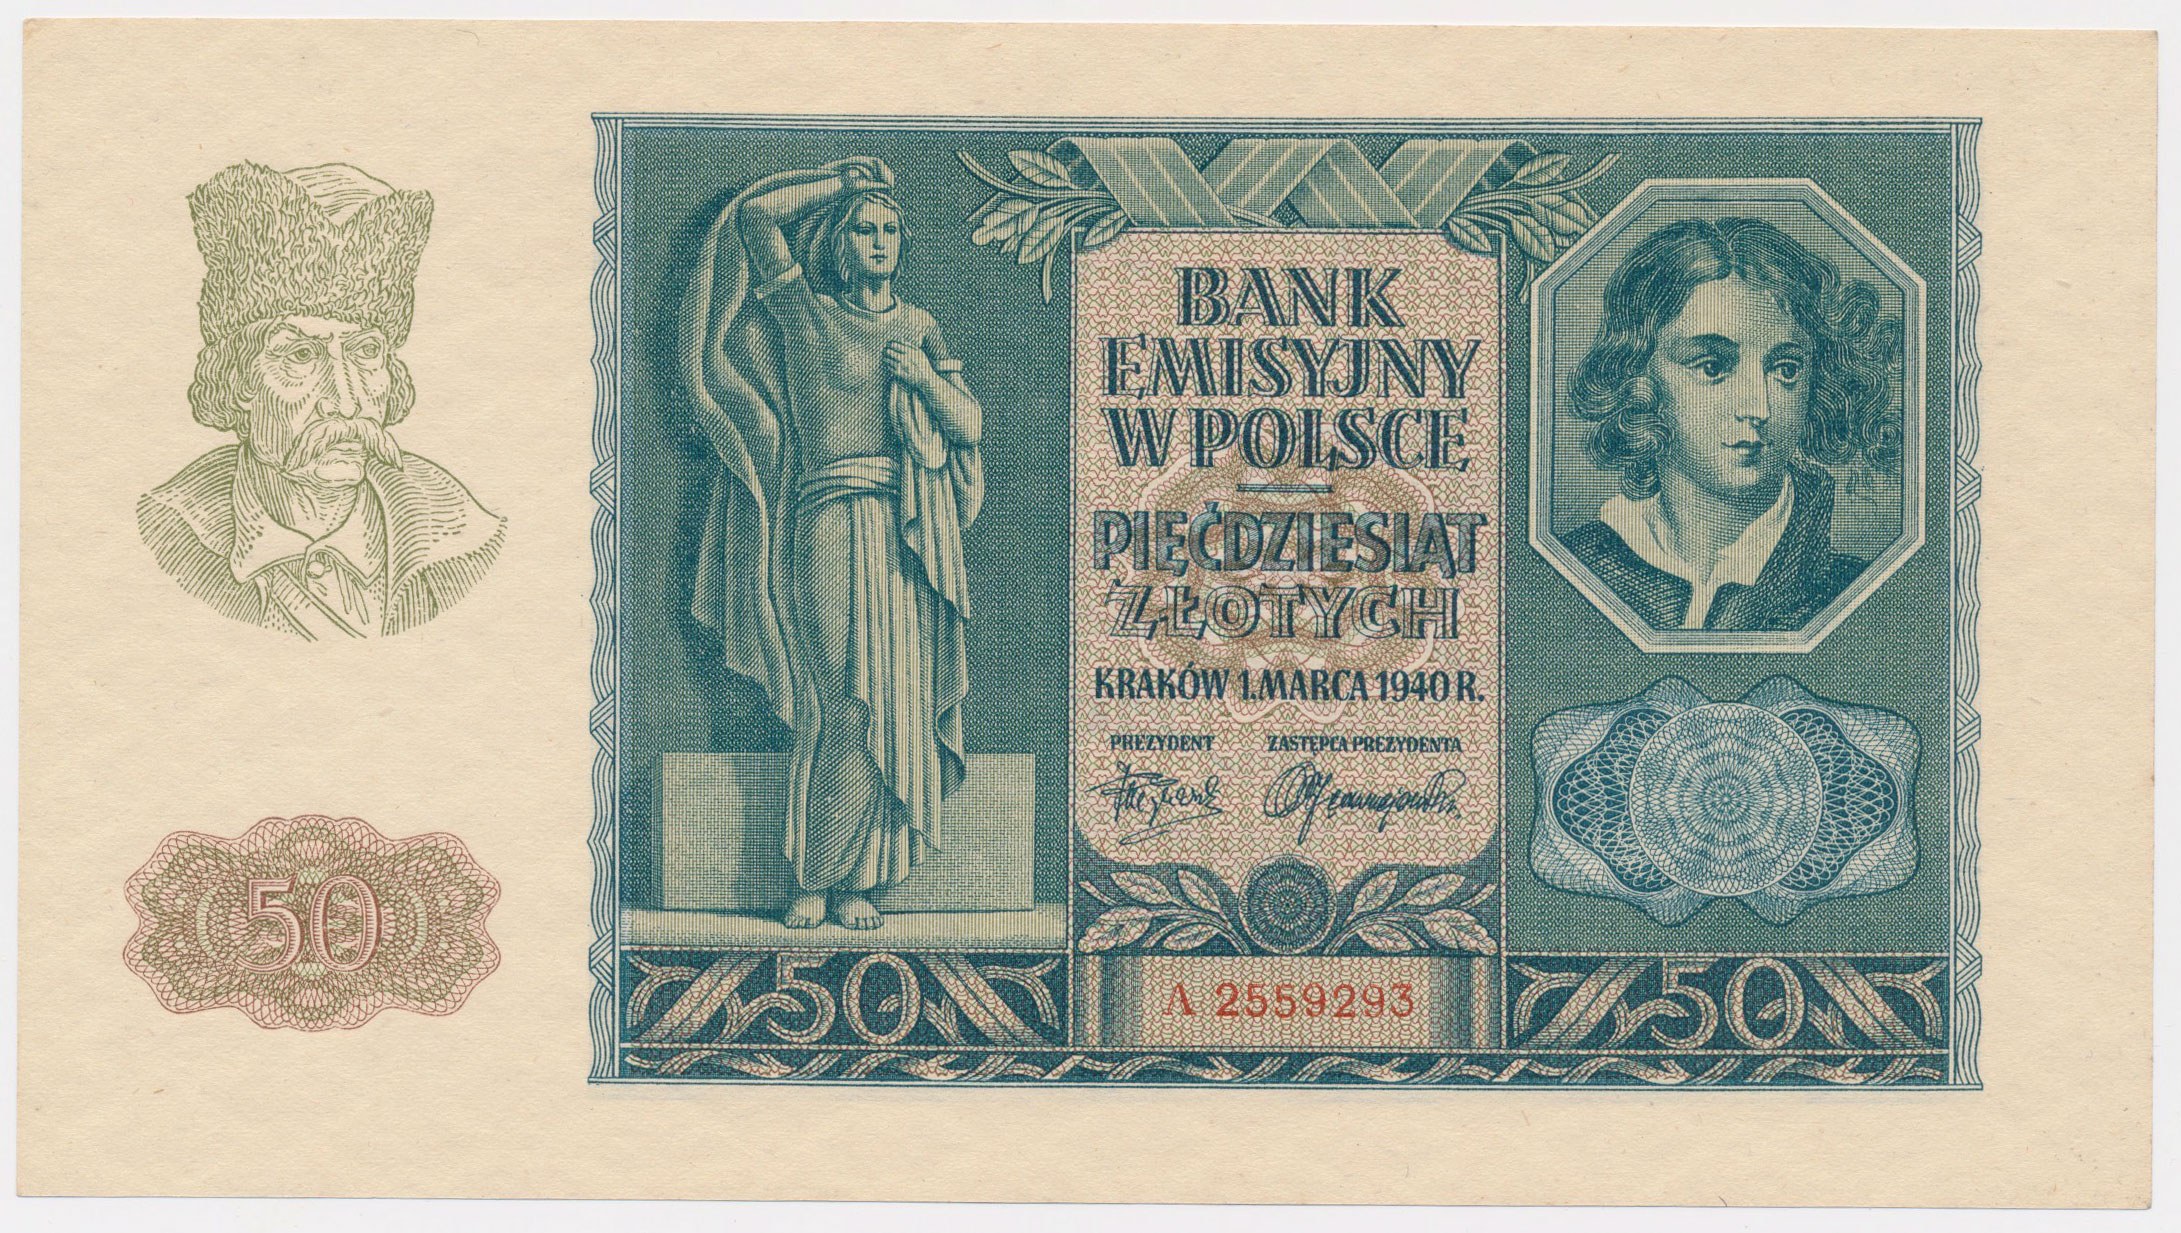 BANK
EMISYJNY
W POLSCE
PIĘĆDZIESIĄT
ZŁOTYCH
KRAKÓW 1. MARCA 1940 R.
PREZYDENT ZASTĘPCA PREZYDENTA
50
50 A 2559293 50